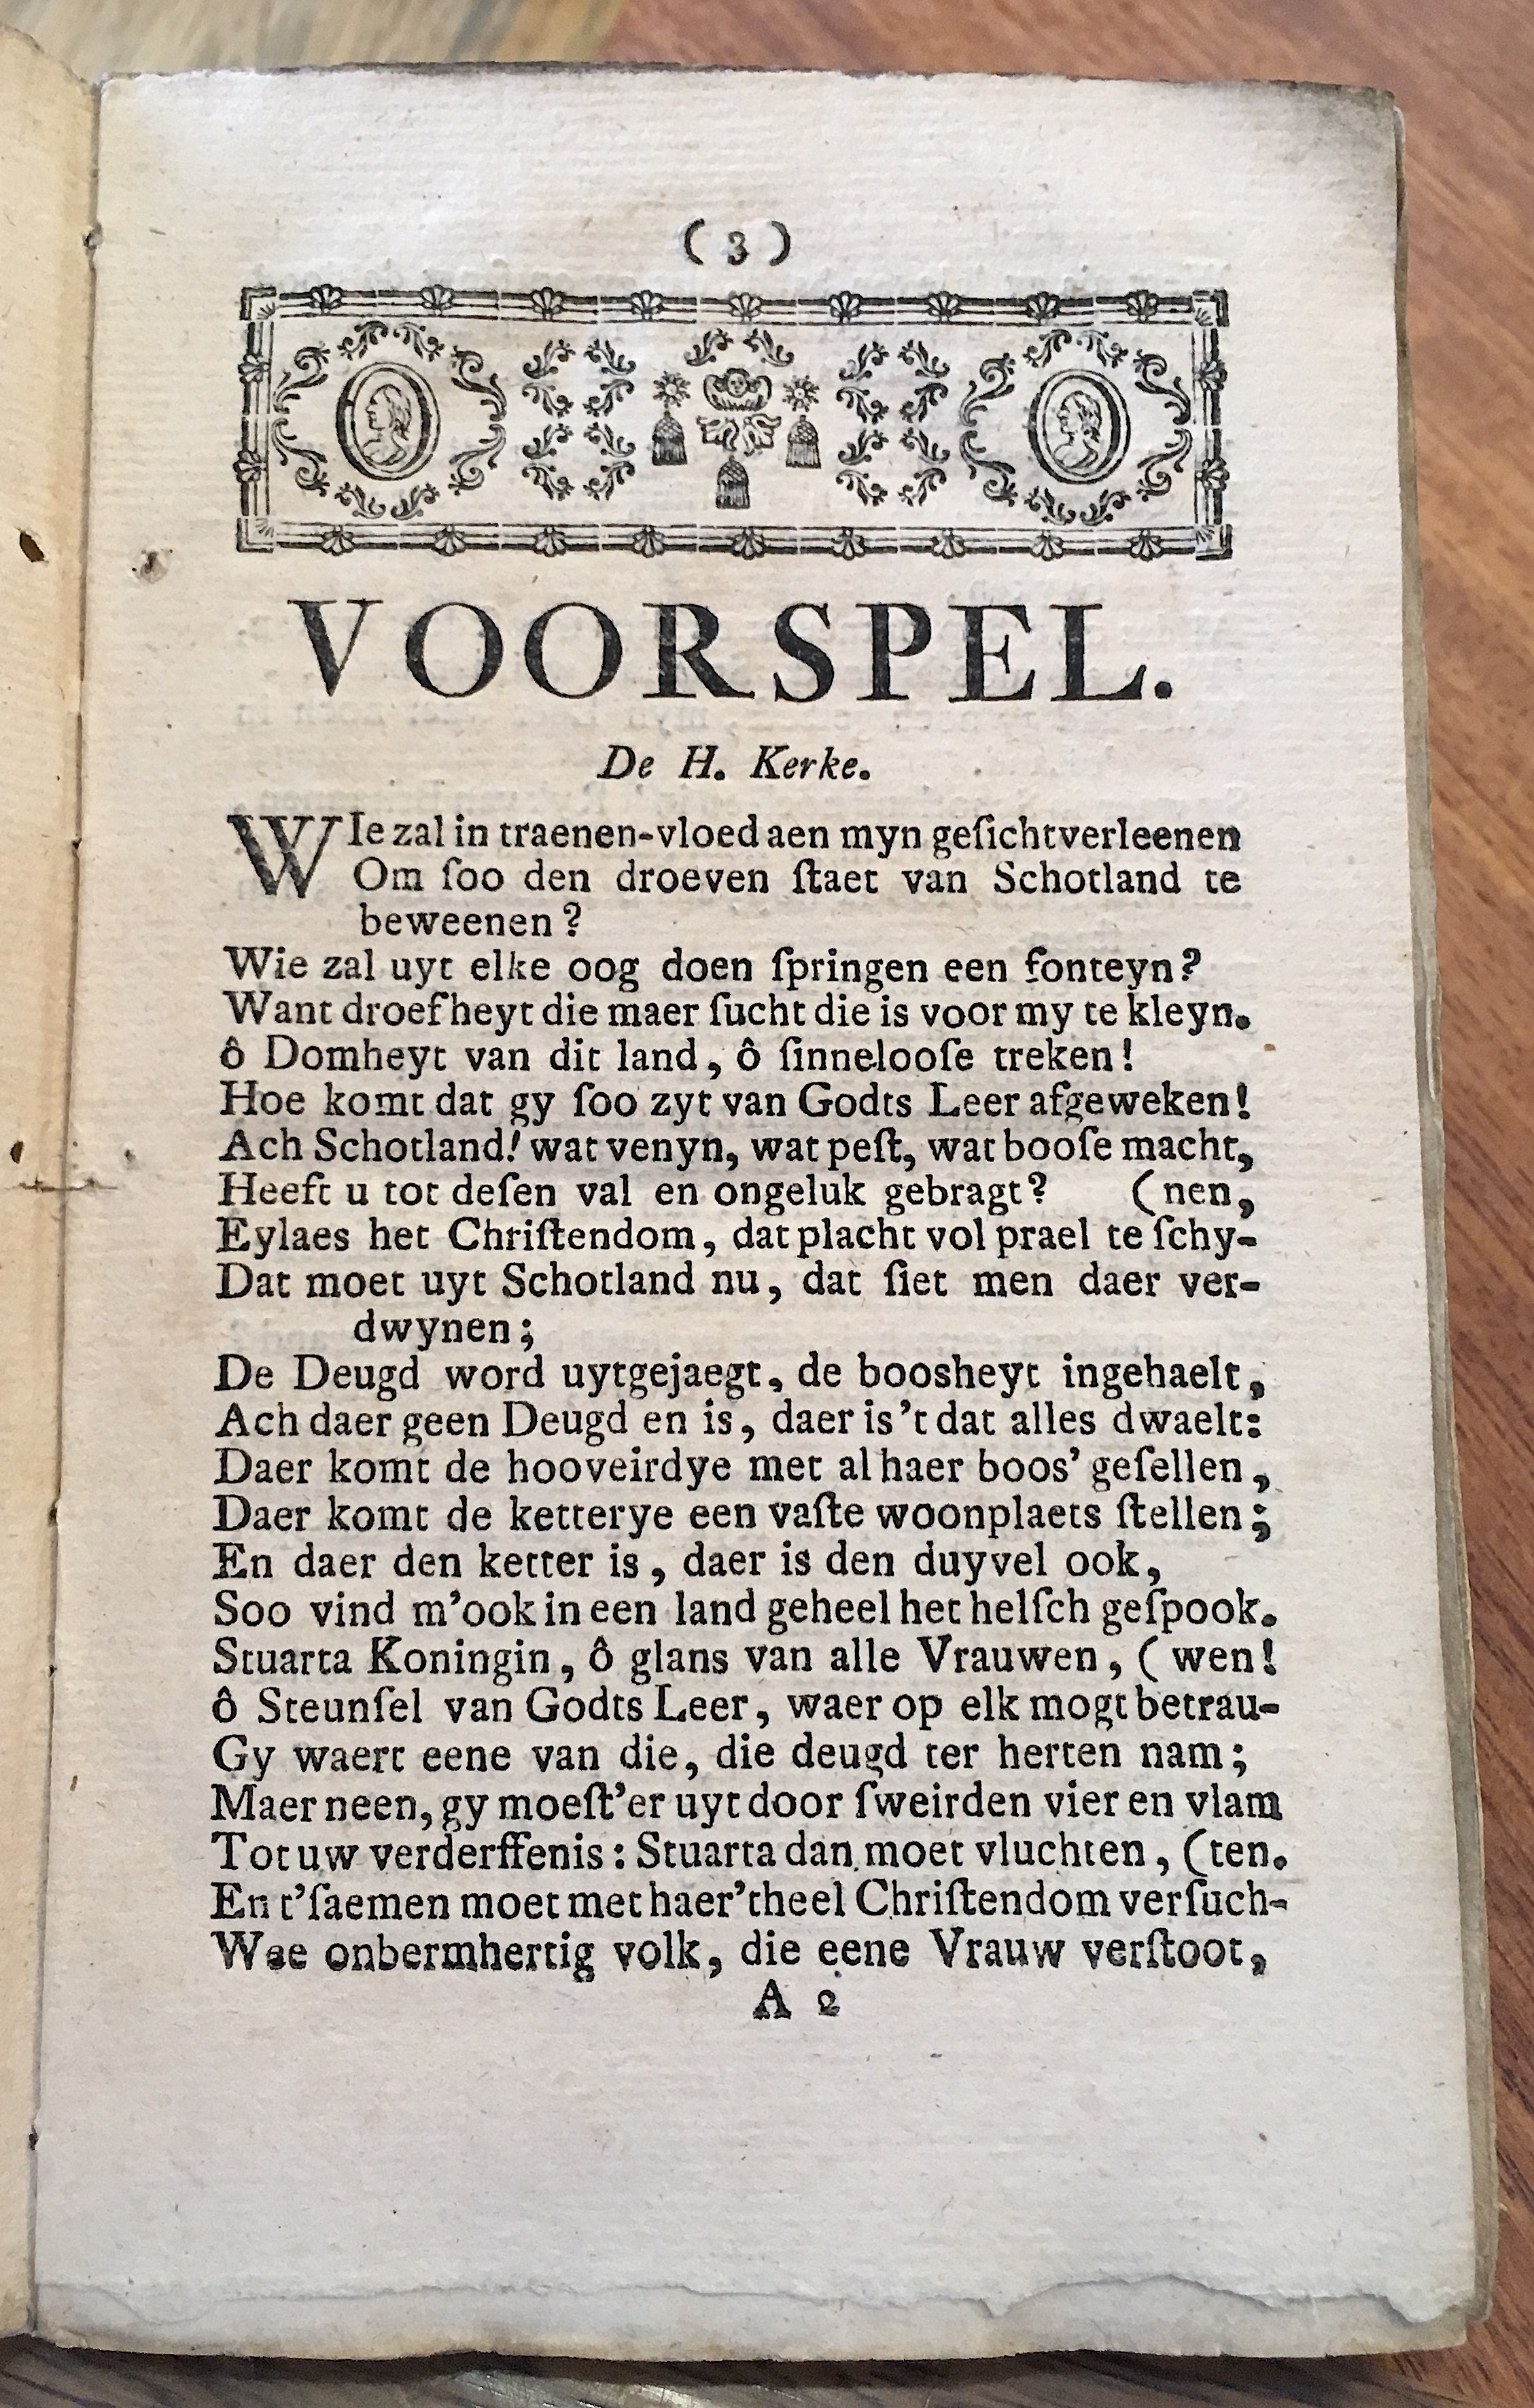 ( 3 )
VOORSPEL.
De H. Kerke.
WIe zal in traenen-vloed aen myn geſicht verleenen
Om ſoo den droeven ſtaet van Schotland te
beweenen?
Wie zal uyt elke oog doen ſpringen een fonteyn?
Want droefheyt die maer ſucht die is voor my te kleyn.
ô Domheyt van dit land, ô ſinnelooſe treken!
Hoe komt dat gy ſoo zyt van Godts Leer afgeweken!
Ach Schotland! wat venyn, wat peſt, wat booſe macht,
Heeft u tot deſen val en ongeluk gebragt? (nen,
Eylaes het Chriſtendom, dat placht vol prael te ſchy-
Dat moet uyt Schotland nu, dat ſiet men daer ver-
dwynen;
De Deugd word uytgejaegt, de boosheyt ingehaelt,
Ach daer geen Deugd en is, daer is 't dat alles dwaelt:
Daer komt de hooveirdye met al haer boos' geſellen,
Daer komt de ketterye een vaſte woonplaets ſtellen;
En daer den ketter is, daer is den duyvel ook,
Soo vind m'ook in een land geheel het helſch geſpook.
Stuarta Koningin, ô glans van alle Vrauwen, (wen!
ô Steunſel van Godts Leer, waer op elk mogt betrau-
Gy waert eene van die, die deugd ter herten nam;
Maer neen, gy moeſt'er uyt door ſweirden vier en vlam
Tot uw verderffenis: Stuarta dan moet vluchten, (ten.
En t'ſaemen moet met haer 'theel Chriſtendom verſuch-
Wee onbermhertig volk, die eene Vrauw verſtoot,
A 2